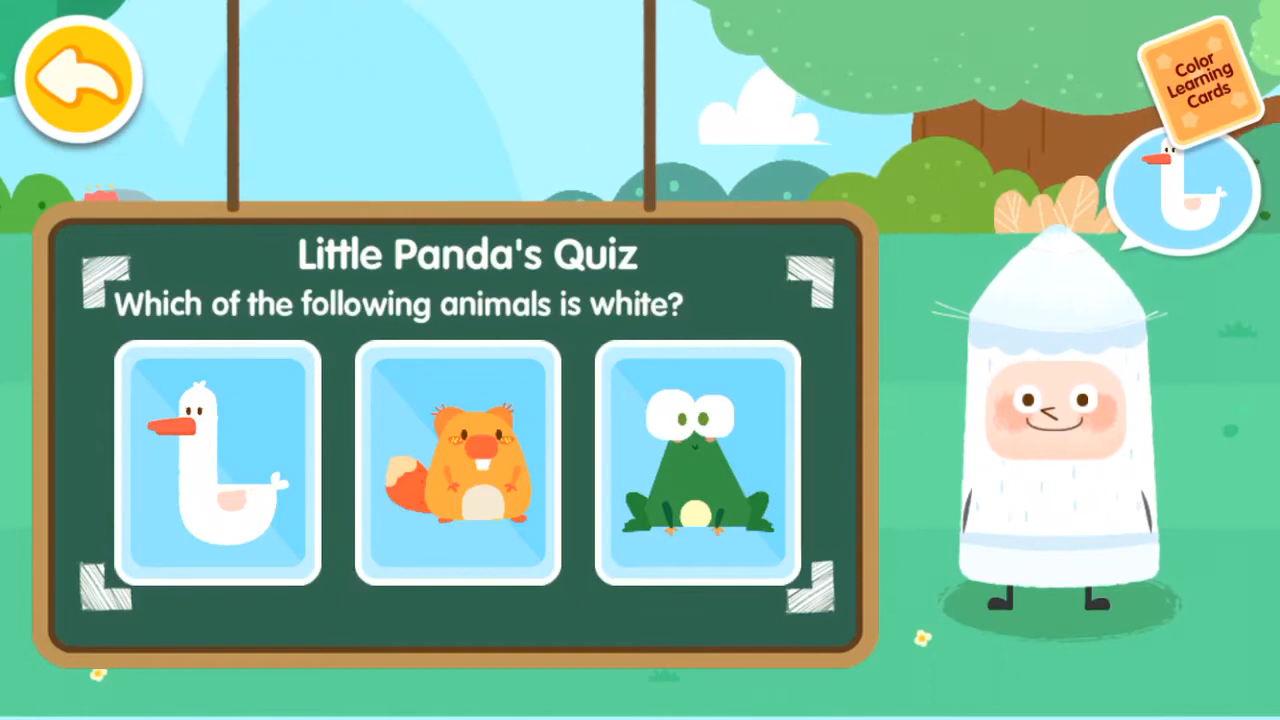 Color
Learning
Cards
Little Panda's Quiz
Which of the following animals is white?